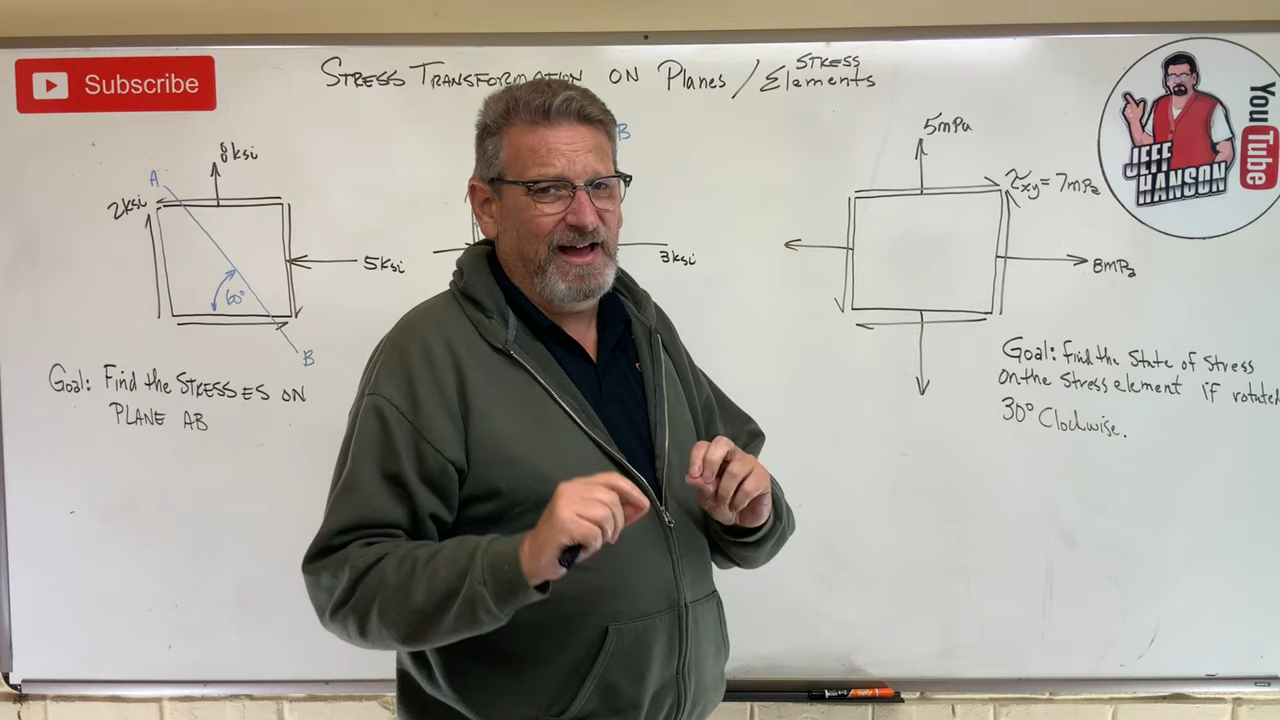 Subscribe
STRESS TRANSFORMATION ON Planes / STRESS Elements
You Tube
JEFF HANSON
8ksi
A
2ksi
5ksi
60°
B
Goal: Find the STRESSES ON
PLANE AB
B
3ksi
5mPa
τxy = 7mPa
8mPa
Goal: Find the State of Stress
on the Stress element if rotated
30° Clockwise.